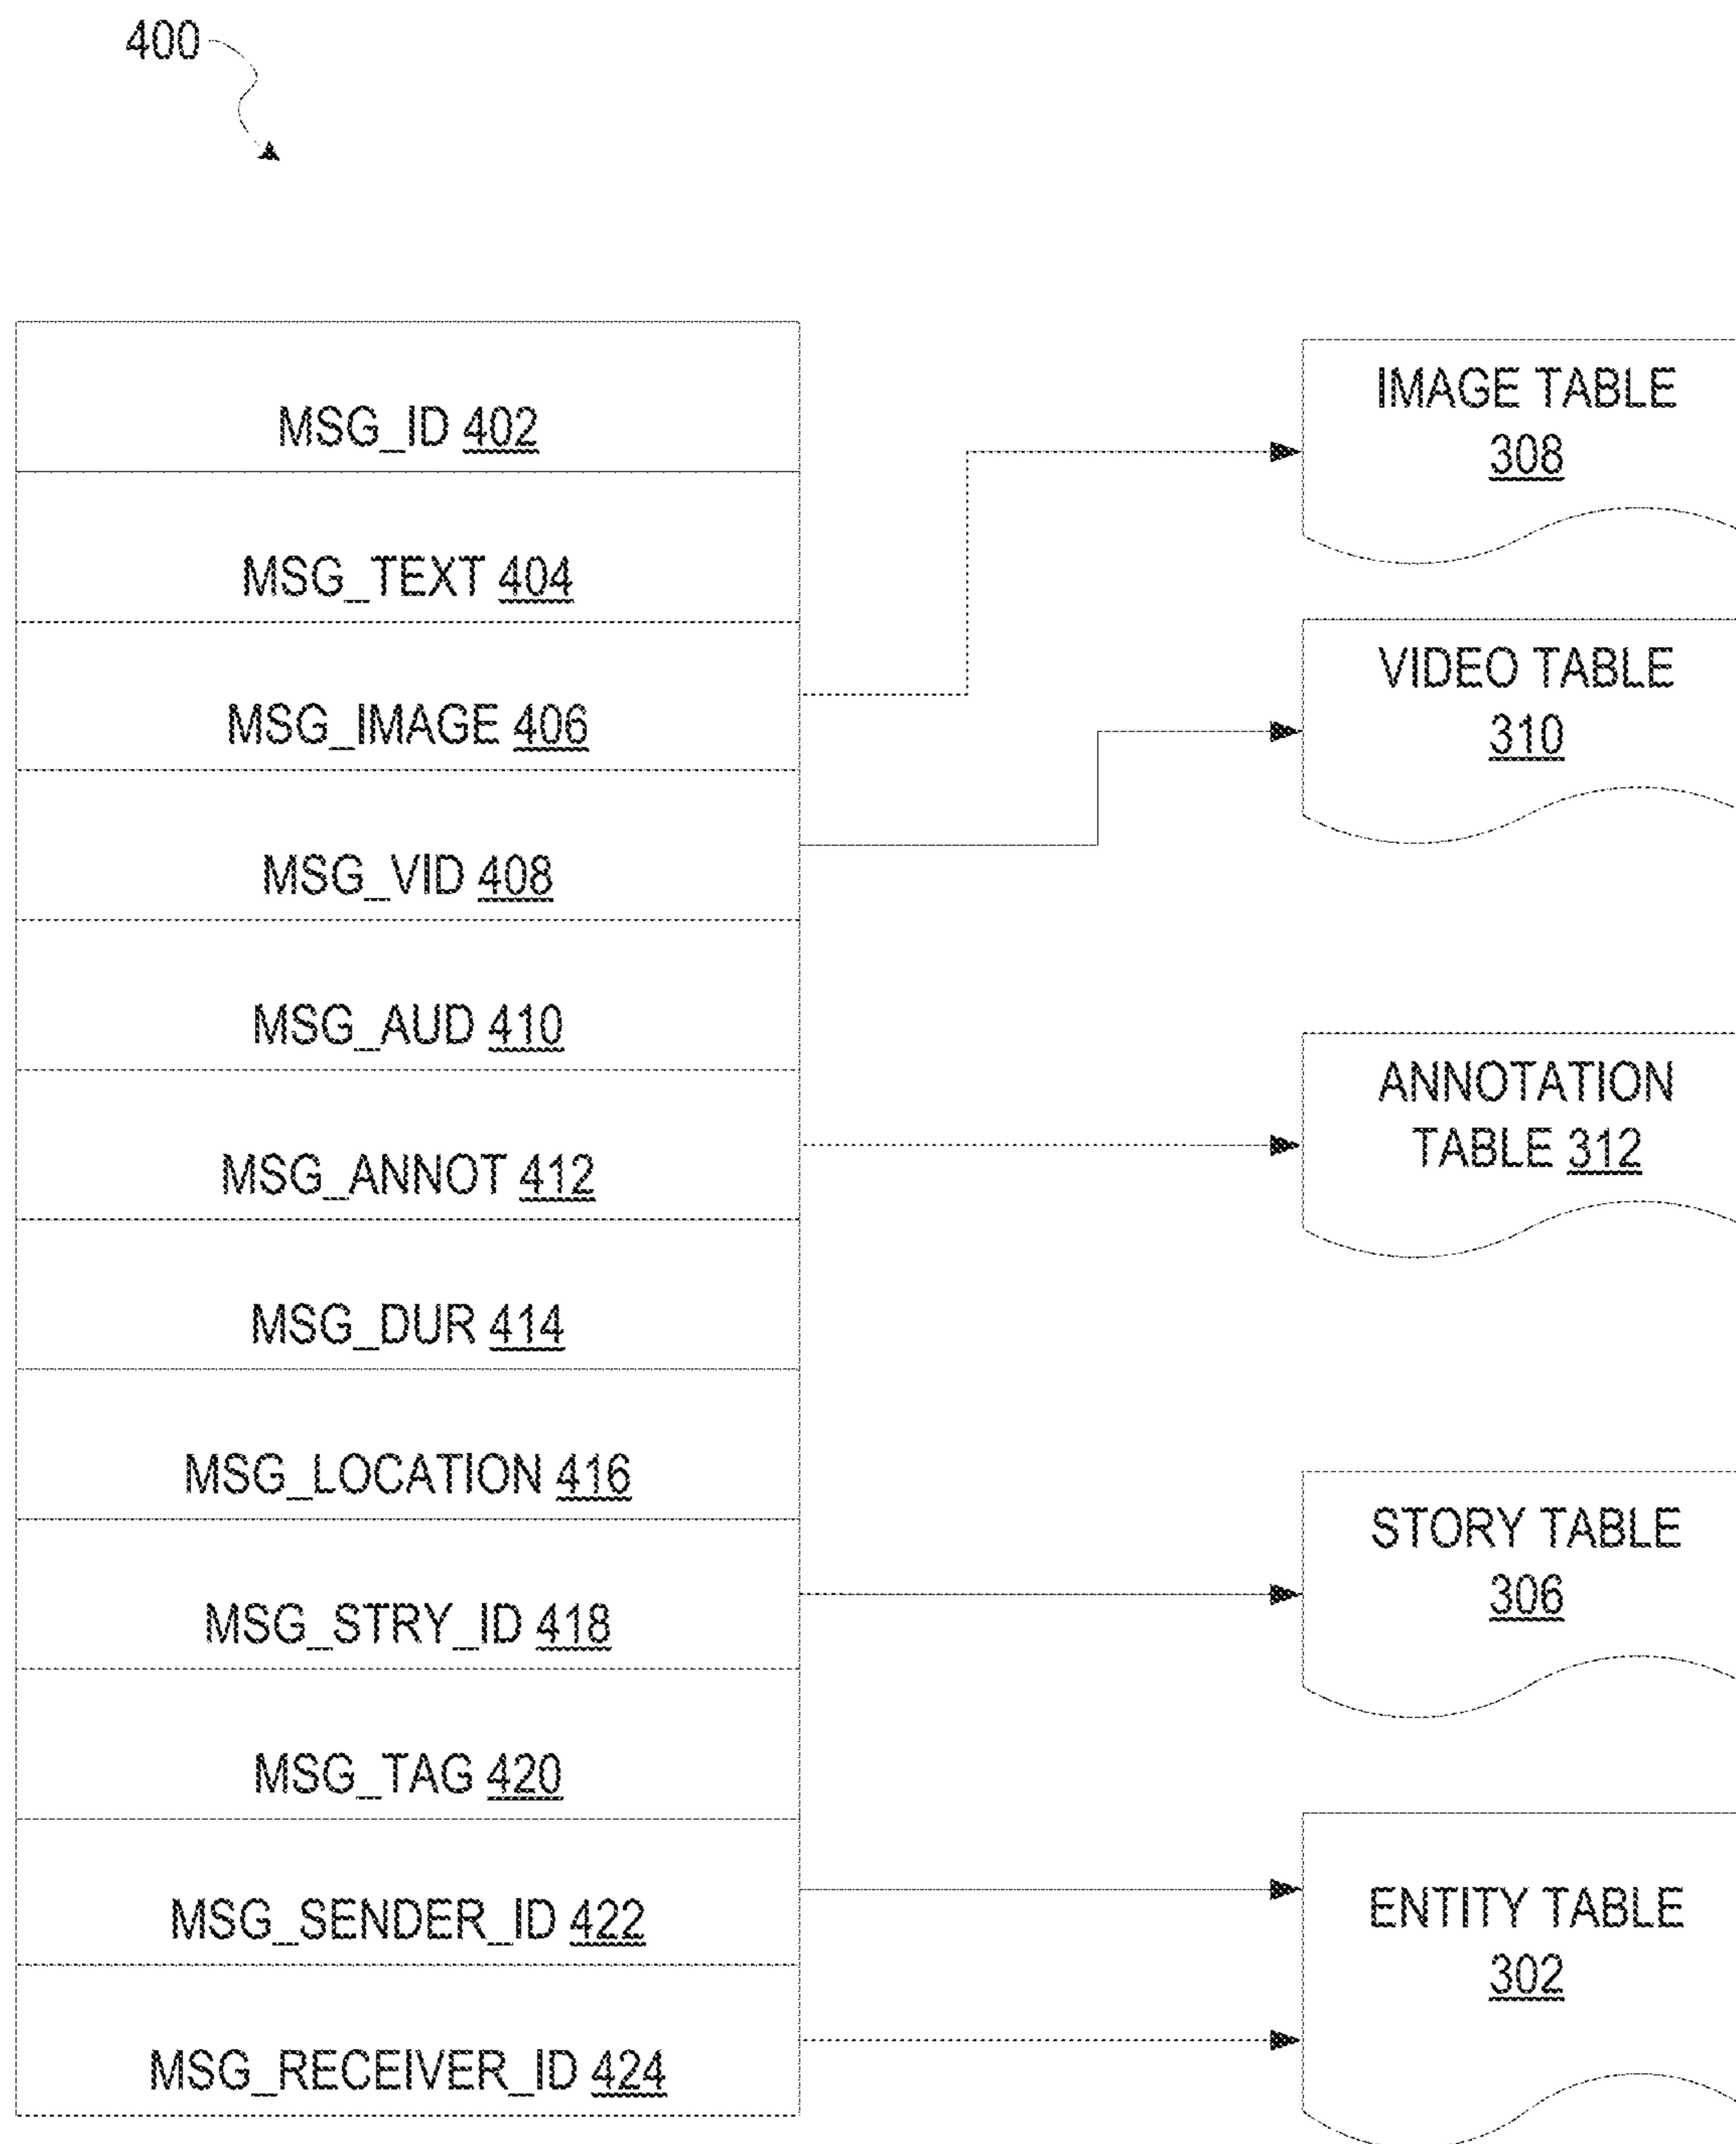 400
MSG_ID 402
MSG_TEXT 404
MSG_IMAGE 406
MSG_VID 408
MSG_AUD 410
MSG_ANNOT 412
MSG_DUR 414
MSG_LOCATION 416
MSG_STRY_ID 418
MSG_TAG 420
MSG_SENDER_ID 422
MSG_RECEIVER_ID 424
IMAGE TABLE
308
VIDEO TABLE
310
ANNOTATION
TABLE 312
STORY TABLE
306
ENTITY TABLE
302